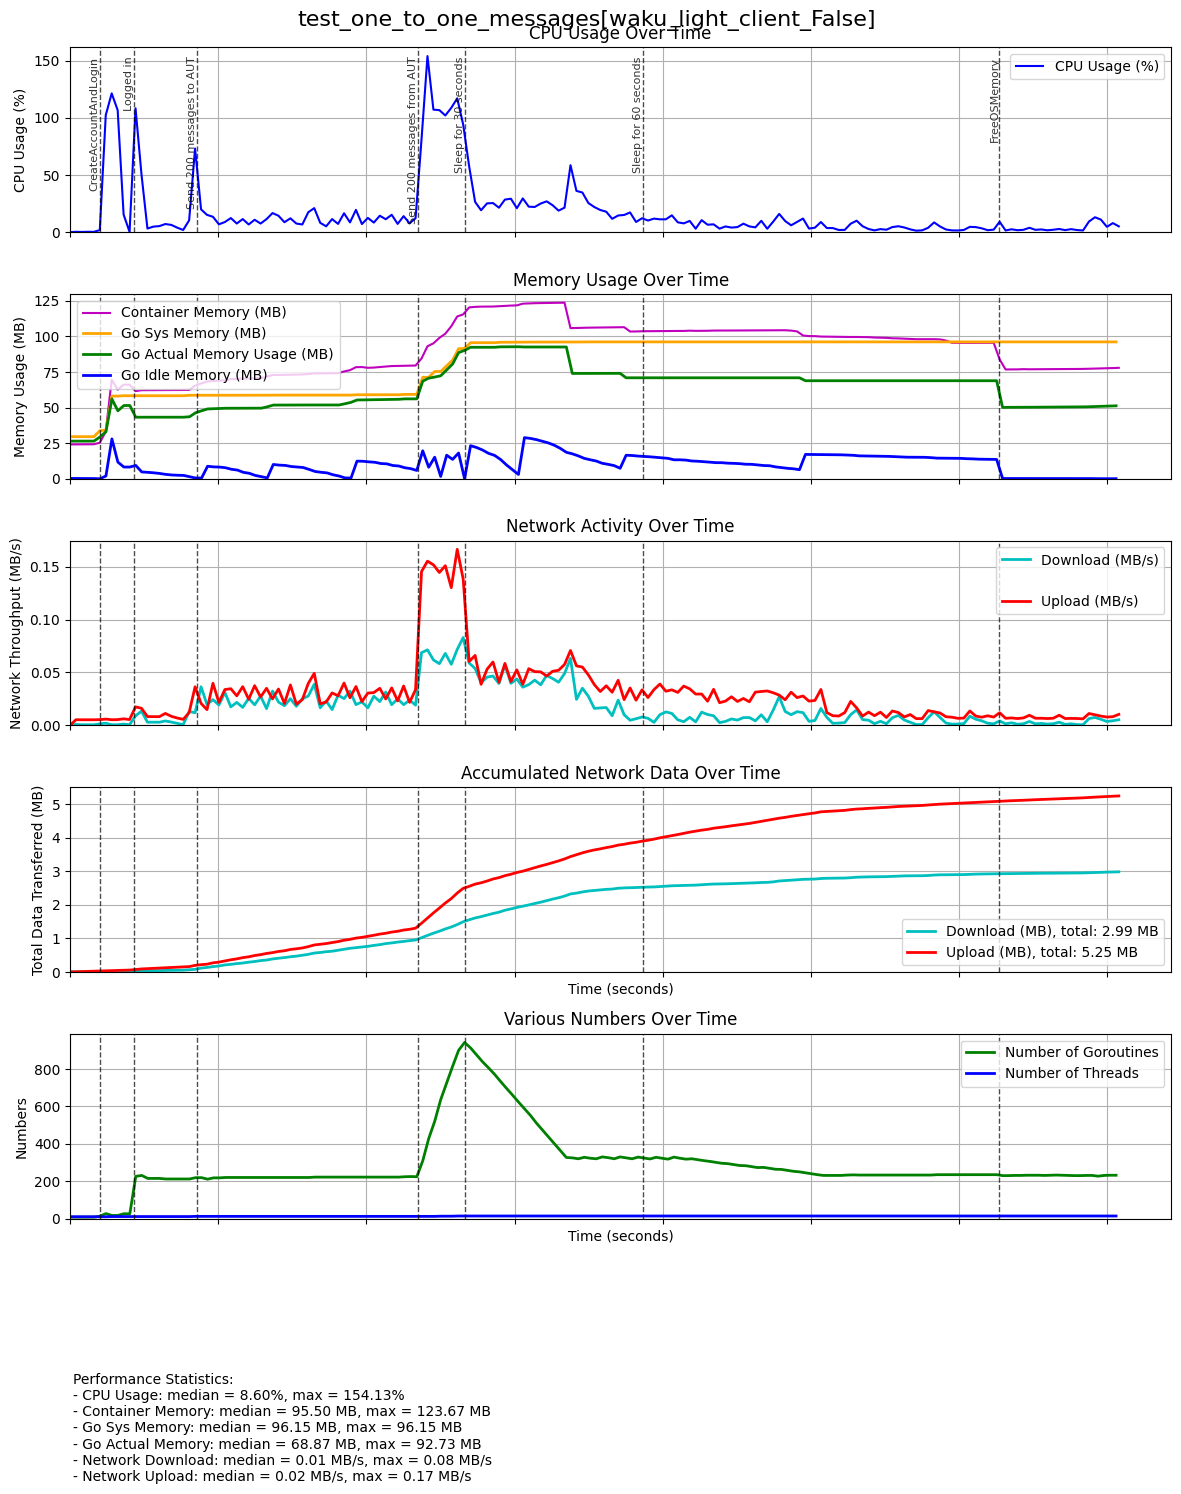 test_one_to_one_messages[waku_light_client_False]
CPU Usage Over Time
CPU Usage (%)
150
100
50
0
CreateAccountAndLogin
Logged in
Send 200 messages to AUT
Send 200 messages from AUT
Sleep for 30 seconds
Sleep for 60 seconds
FreeOSMemory
CPU Usage (%)
Memory Usage Over Time
Memory Usage (MB)
125
100
75
50
25
0
Container Memory (MB)
Go Sys Memory (MB)
Go Actual Memory Usage (MB)
Go Idle Memory (MB)
Network Activity Over Time
Network Throughput (MB/s)
0.15
0.10
0.05
0.00
Download (MB/s)
Upload (MB/s)
Accumulated Network Data Over Time
Total Data Transferred (MB)
5
4
3
2
1
0
Download (MB), total: 2.99 MB
Upload (MB), total: 5.25 MB
Time (seconds)
Various Numbers Over Time
Numbers
800
600
400
200
0
Number of Goroutines
Number of Threads
Time (seconds)
Performance Statistics:
- CPU Usage: median = 8.60%, max = 154.13%
- Container Memory: median = 95.50 MB, max = 123.67 MB
- Go Sys Memory: median = 96.15 MB, max = 96.15 MB
- Go Actual Memory: median = 68.87 MB, max = 92.73 MB
- Network Download: median = 0.01 MB/s, max = 0.08 MB/s
- Network Upload: median = 0.02 MB/s, max = 0.17 MB/s